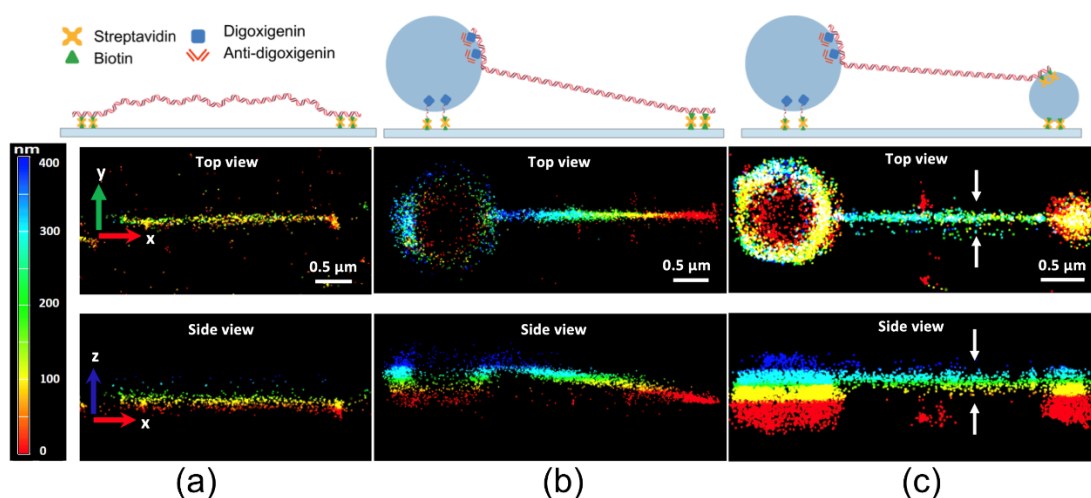 Streptavidin
Biotin
Digoxigenin
Anti-digoxigenin
nm
400
300
200
100
0
Top view
y
x
0.5 µm
Top view
0.5 µm
Top view
0.5 µm
Side view
z
x
Side view
Side view
(a)
(b)
(c)